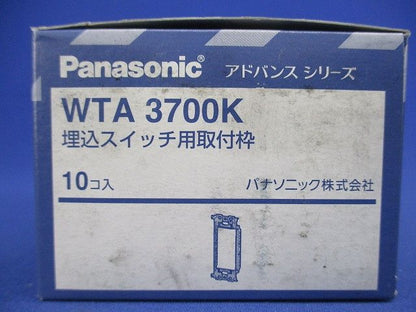 Panasonic® アドバンス シリーズ
WTA 3700K
埋込スイッチ用取付枠
10コ入 パナソニック株式会社